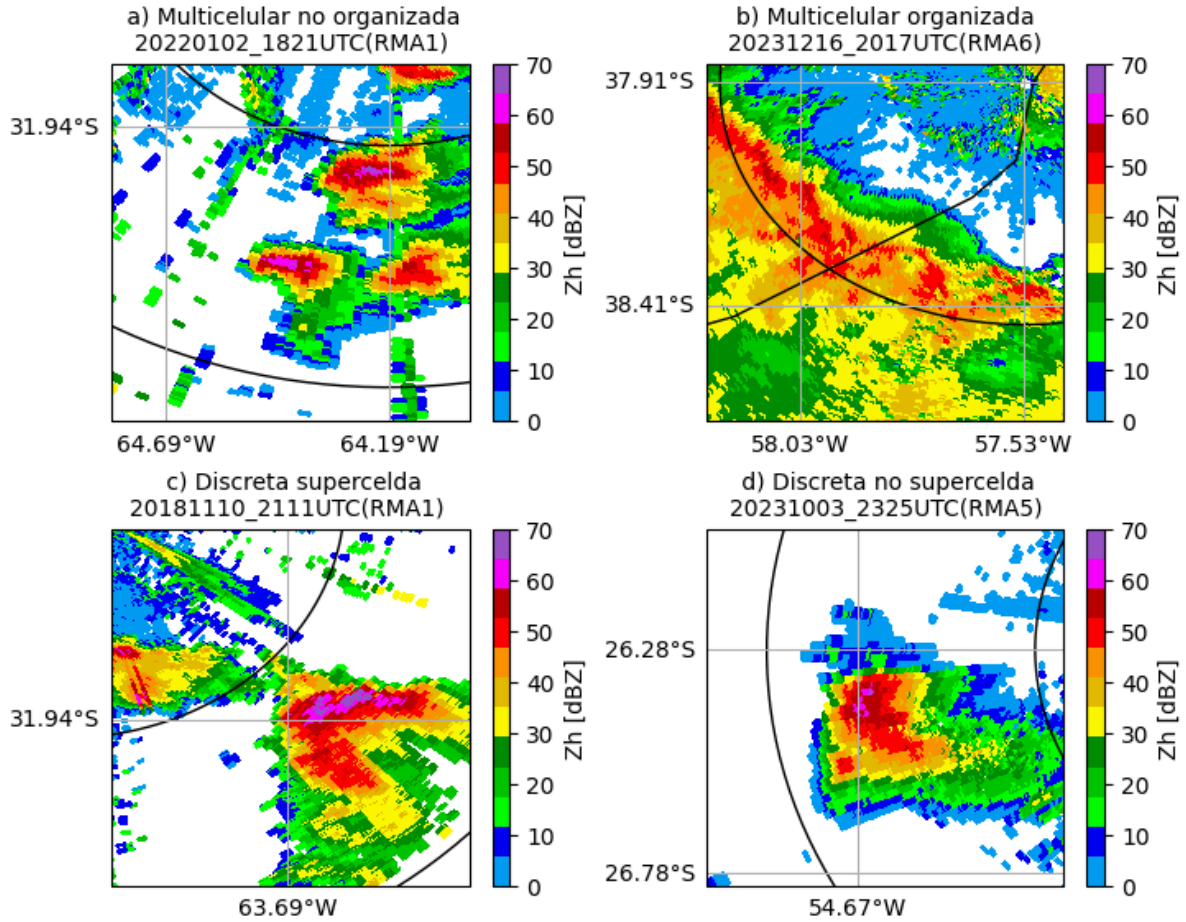 a) Multicelular no organizada
20220102_1821UTC(RMA1)
31.94°S
64.69°W
64.19°W
70
60
50
40
30
20
10
0
Zh [dBZ]
b) Multicelular organizada
20231216_2017UTC(RMA6)
37.91°S
38.41°S
58.03°W
57.53°W
70
60
50
40
30
20
10
0
Zh [dBZ]
c) Discreta supercelda
20181110_2111UTC(RMA1)
31.94°S
63.69°W
70
60
50
40
30
20
10
0
Zh [dBZ]
d) Discreta no supercelda
20231003_2325UTC(RMA5)
26.28°S
26.78°S
54.67°W
70
60
50
40
30
20
10
0
Zh [dBZ]